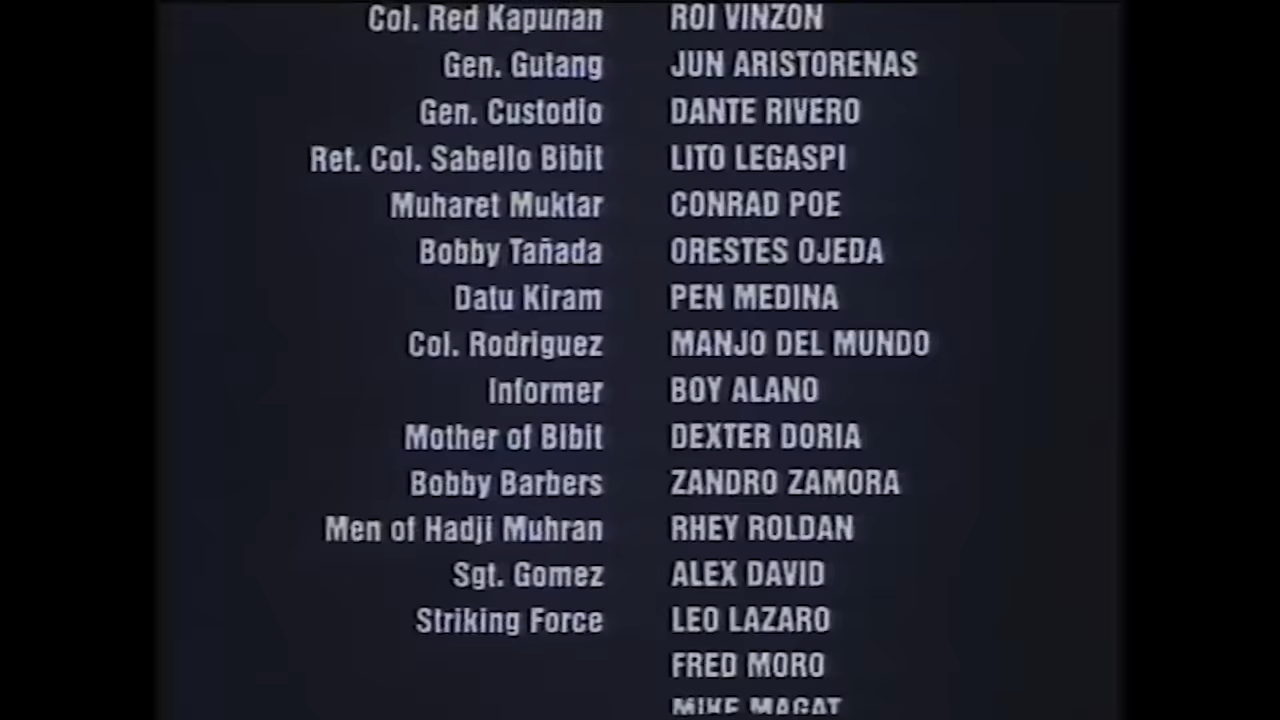 Col. Red Kapunan ROI VINZON
Gen. Gutang JUN ARISTORENAS
Gen. Custodio DANTE RIVERO
Ret. Col. Sabello Bibit LITO LEGASPI
Muharet Muktar CONRAD POE
Bobby Tañada ORESTES OJEDA
Datu Kiram PEN MEDINA
Col. Rodriguez MANJO DEL MUNDO
Informer BOY ALANO
Mother of Bibit DEXTER DORIA
Bobby Barbers ZANDRO ZAMORA
Men of Hadji Muhran RHEY ROLDAN
Sgt. Gomez ALEX DAVID
Striking Force LEO LAZARO
FRED MORO
MIKE MAGAT